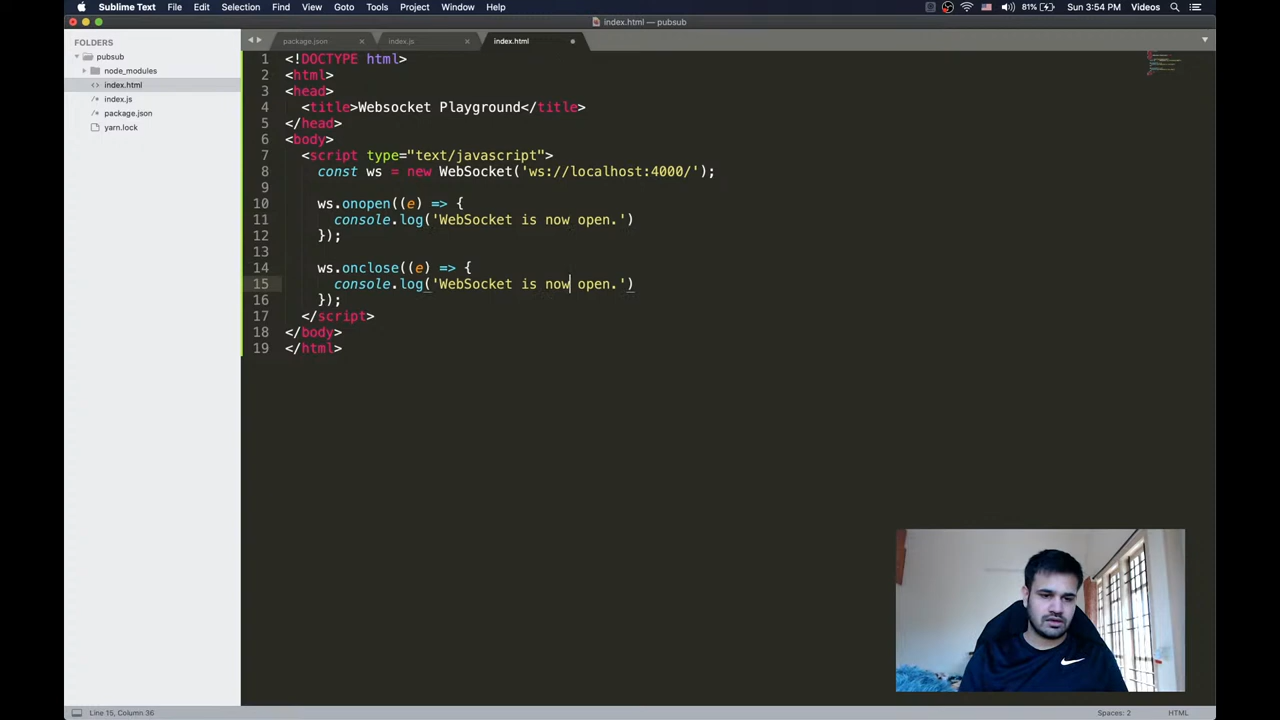 Sublime Text File Edit Selection Find View Goto Tools Project Window Help 81% Sun 3:54 PM Videos
index.html — pubsub
FOLDERS
pubsub
node_modules
index.html
index.js
package.json
yarn.lock
package.json × index.js × index.html
1 <!DOCTYPE html>
2 <html>
3 <head>
4 <title>Websocket Playground</title>
5 </head>
6 <body>
7 <script type="text/javascript">
8 const ws = new WebSocket('ws://localhost:4000/');
9
10 ws.onopen((e) => {
11 console.log('WebSocket is now open.')
12 });
13
14 ws.onclose((e) => {
15 console.log('WebSocket is now open.')
16 });
17 </script>
18 </body>
19 </html>
Line 15, Column 36 Spaces: 2 HTML